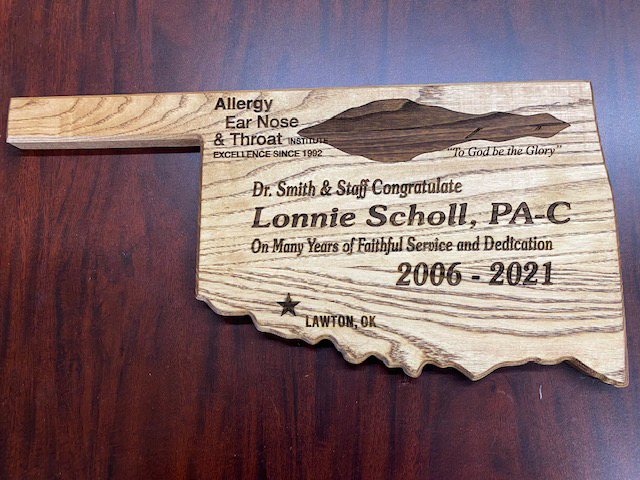 Allergy
Ear Nose
& Throat INSTITUTE
EXCELLENCE SINCE 1992
"To God be the Glory"
Dr. Smith & Staff Congratulate
Lonnie Scholl, PA-C
On Many Years of Faithful Service and Dedication
2006 - 2021
LAWTON, OK